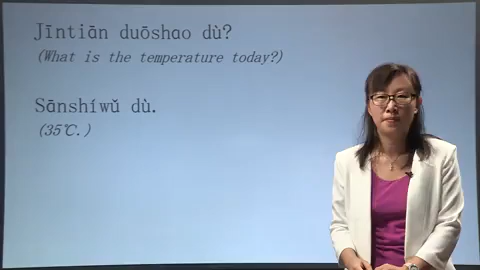 Jīntiān duōshao dù?
(What is the temperature today?)
Sānshíwǔ dù.
(35℃.)